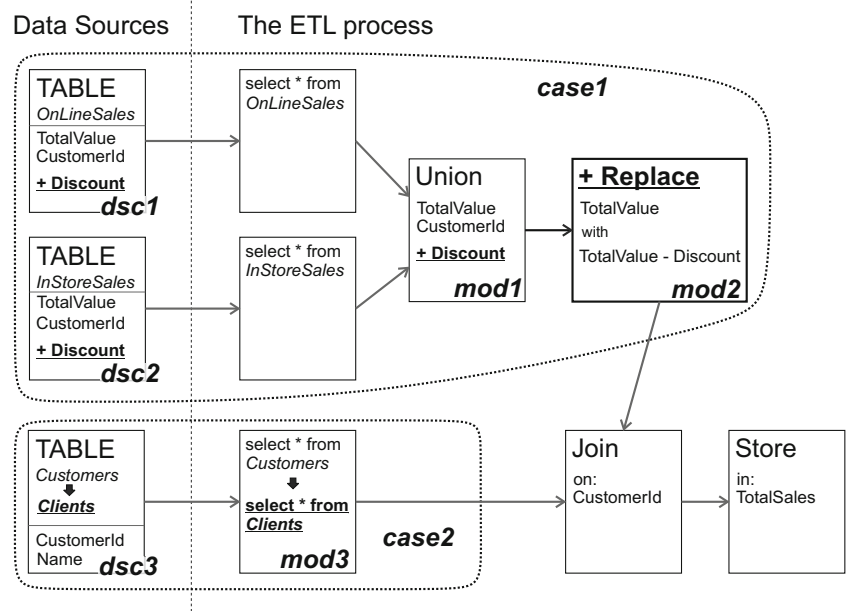 Data Sources
The ETL process
case1
TABLE
OnLineSales
TotalValue
CustomerId
+ Discount
dsc1
select * from
OnLineSales
TABLE
InStoreSales
TotalValue
CustomerId
+ Discount
dsc2
select * from
InStoreSales
Union
TotalValue
CustomerId
+ Discount
mod1
+ Replace
TotalValue
with
TotalValue - Discount
mod2
TABLE
Customers
Clients
CustomerId
Name
dsc3
select * from
Customers
select * from
Clients
mod3
case2
Join
on:
CustomerId
Store
in:
TotalSales